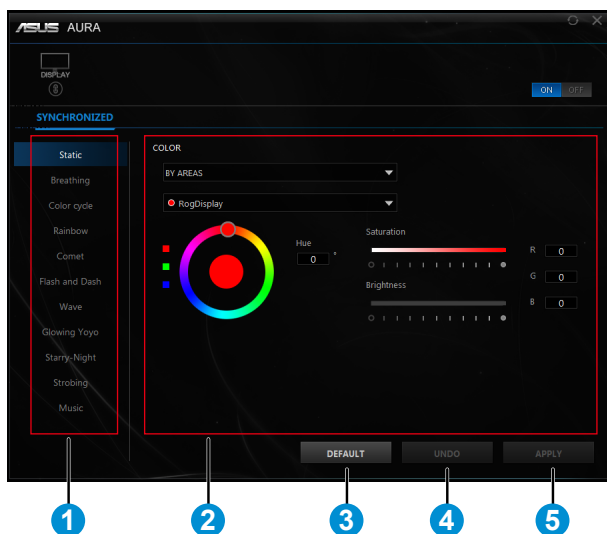 ASUS AURA
DISPLAY
ON OFF
SYNCHRONIZED
Static
Breathing
Color cycle
Rainbow
Comet
Flash and Dash
Wave
Glowing Yoyo
Starry-Night
Strobing
Music
COLOR
BY AREAS
RogDisplay
Hue
0 °
Saturation
Brightness
R 0
G 0
B 0
DEFAULT UNDO APPLY
1 2 3 4 5